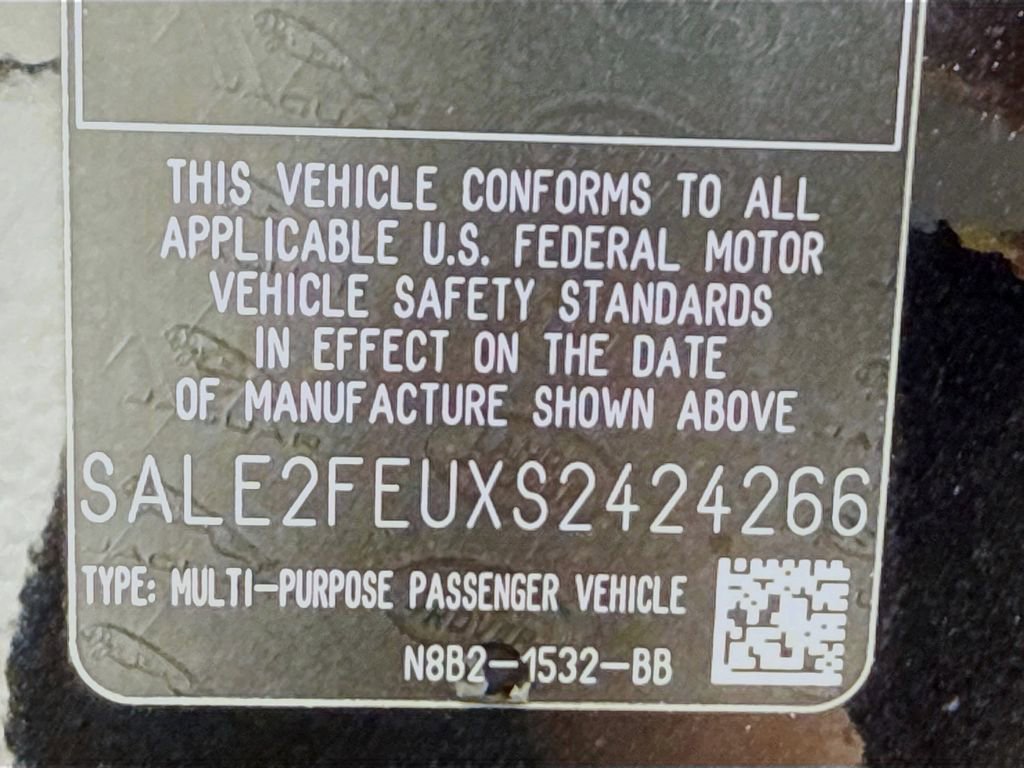 THIS VEHICLE CONFORMS TO ALL
APPLICABLE U.S. FEDERAL MOTOR
VEHICLE SAFETY STANDARDS
IN EFFECT ON THE DATE
OF MANUFACTURE SHOWN ABOVE
SALE2FEUXS2424266
TYPE: MULTI-PURPOSE PASSENGER VEHICLE
N8B2-1532-BB